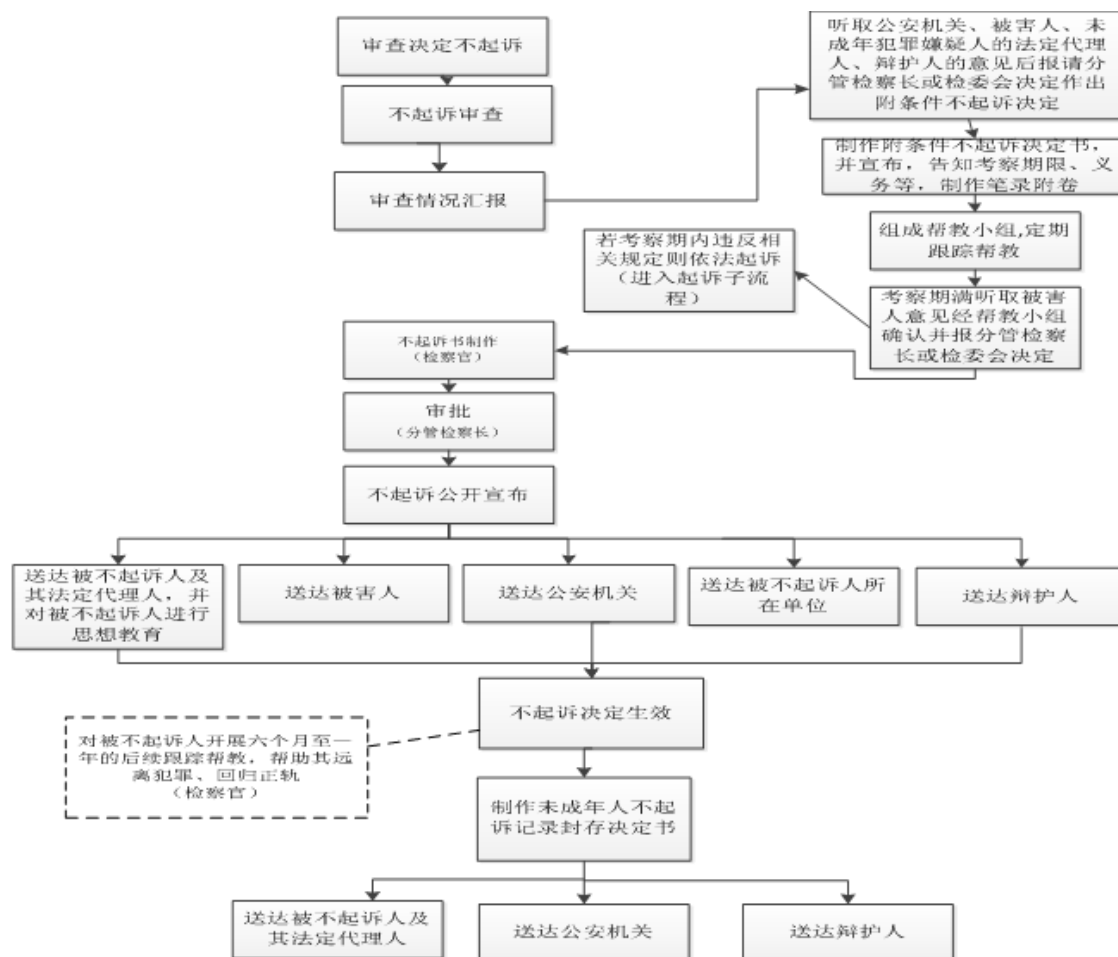 审查决定不起诉
不起诉审查
审查情况汇报
听取公安机关、被害人、未
成年犯罪嫌疑人的法定代理
人、辩护人的意见后报请分
管检察长或检委会决定作出
附条件不起诉决定
制作附条件不起诉决定书，
并宣布，告知考察期限、义
务等，制作笔录附卷
组成帮教小组,定期
跟踪帮教
若考察期内违反相
关规定则依法起诉
（进入起诉子流
程）
考察期满听取被害
人意见经帮教小组
确认并报分管检察
长或检委会决定
不起诉书制作
（检察官）
审批
（分管检察长）
不起诉公开宣布
送达被不起诉人及
其法定代理人，并
对被不起诉人进行
思想教育
送达被害人
送达公安机关
送达被不起诉人所
在单位
送达辩护人
不起诉决定生效
对被不起诉人开展六个月至一
年的后续跟踪帮教，帮助其远
离犯罪、回归正轨
（检察官）
制作未成年人不起
诉记录封存决定书
送达被不起诉人及
其法定代理人
送达公安机关
送达辩护人